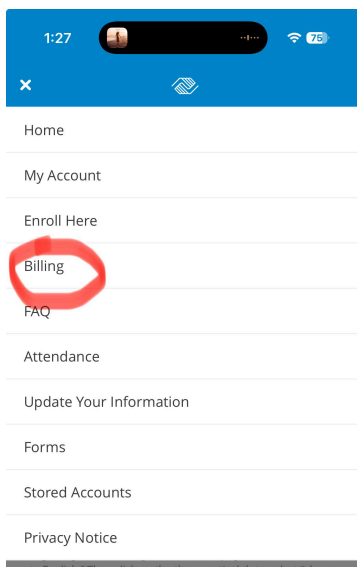 1:27
75
Home
My Account
Enroll Here
Billing
FAQ
Attendance
Update Your Information
Forms
Stored Accounts
Privacy Notice